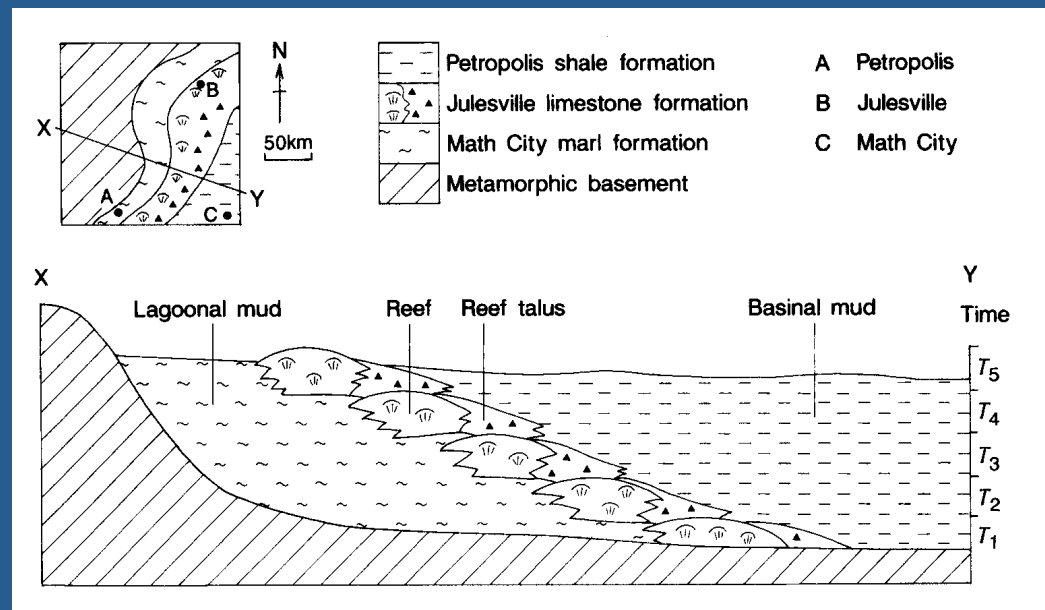 N
X
50km
Y
A
B
C
Petropolis shale formation
Julesville limestone formation
Math City marl formation
Metamorphic basement
A Petropolis
B Julesville
C Math City
X
Y
Lagoonal mud
Reef
Reef talus
Basinal mud
Time
T5
T4
T3
T2
T1